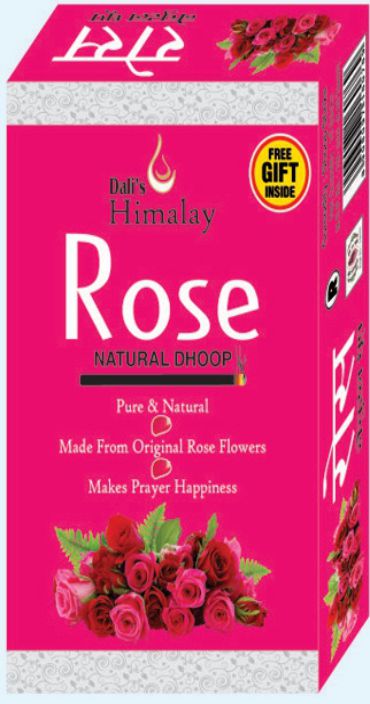 रोज़
FREE
GIFT
INSIDE
Dali's
Himalay
Rose
NATURAL DHOOP
Pure & Natural
Made From Original Rose Flowers
Makes Prayer Happiness
रोज़
R